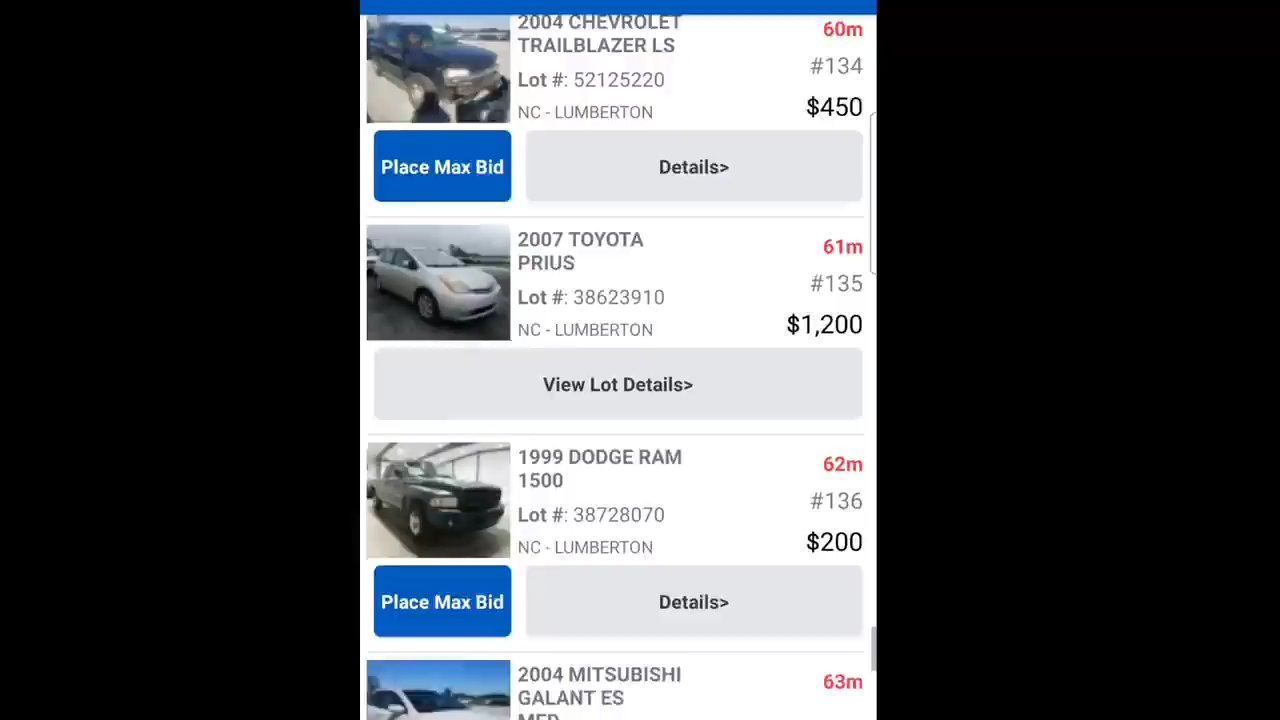 2004 CHEVROLET
TRAILBLAZER LS
60m
#134
Lot #: 52125220
NC - LUMBERTON
$450
Place Max Bid
Details>
2007 TOYOTA
PRIUS
61m
#135
Lot #: 38623910
NC - LUMBERTON
$1,200
View Lot Details>
1999 DODGE RAM
1500
62m
#136
Lot #: 38728070
NC - LUMBERTON
$200
Place Max Bid
Details>
2004 MITSUBISHI
GALANT ES
63m